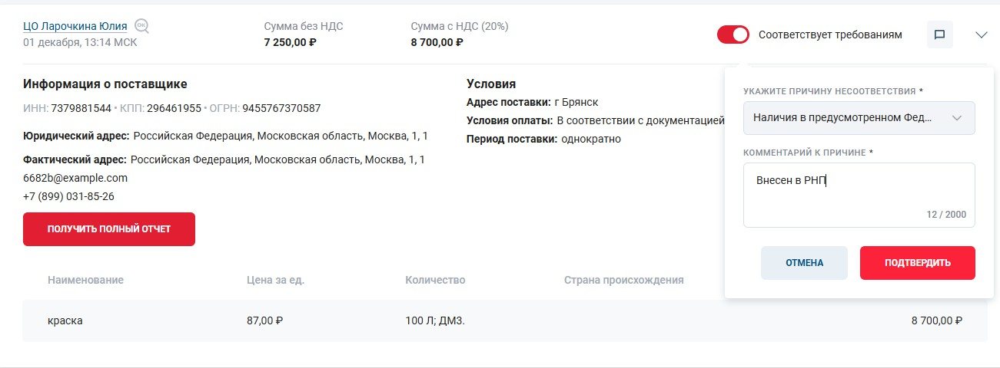 ЦО Ларочкина Юлия
01 декабря, 13:14 МСК
Сумма без НДС
7 250,00 ₽
Сумма с НДС (20%)
8 700,00 ₽
Соответствует требованиям
Информация о поставщике
ИНН: 7379881544 • КПП: 296461955 • ОГРН: 9455767370587
Юридический адрес: Российская Федерация, Московская область, Москва, 1, 1
Фактический адрес: Российская Федерация, Московская область, Москва, 1, 1
6682b@example.com
+7 (899) 031-85-26
ПОЛУЧИТЬ ПОЛНЫЙ ОТЧЕТ
Условия
Адрес поставки: г Брянск
Условия оплаты: В соответствии с документацией
Период поставки: однократно
УКАЖИТЕ ПРИЧИНУ НЕСООТВЕТСТВИЯ *
Наличия в предусмотренном Фед...
КОММЕНТАРИЙ К ПРИЧИНЕ *
Внесен в РНП
12 / 2000
ОТМЕНА
ПОДТВЕРДИТЬ
Наименование Цена за ед. Количество Страна происхождения
краска 87,00 ₽ 100 Л; ДМ3. 8 700,00 ₽